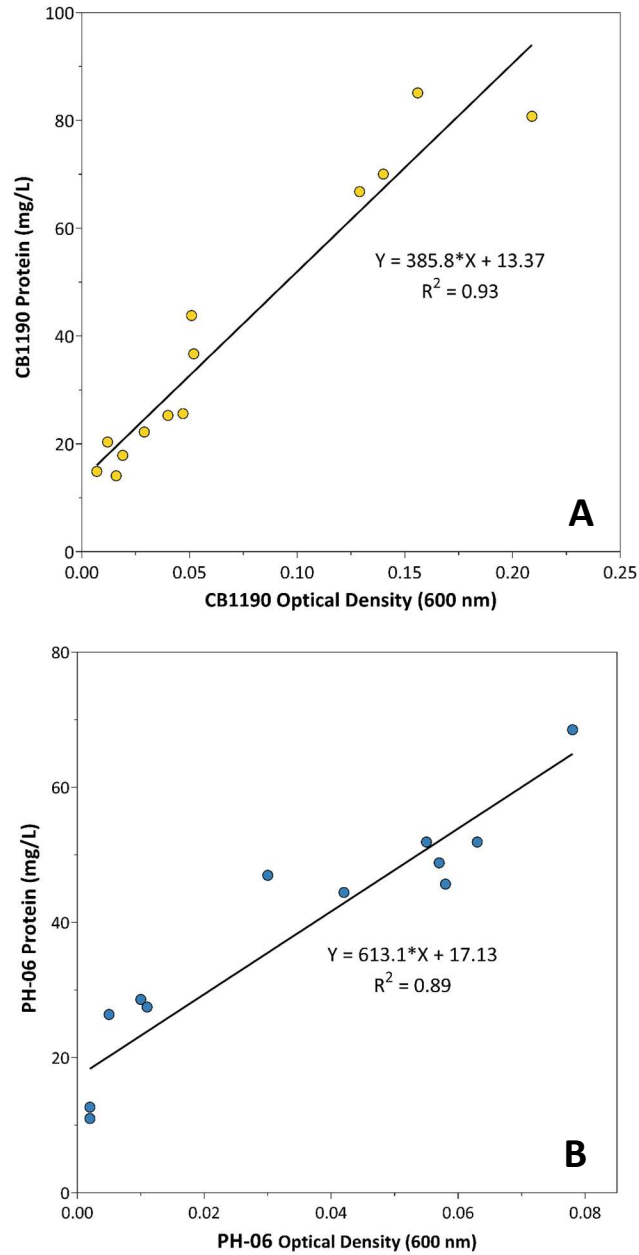 100
80
60
40
20
0
CB1190 Protein (mg/L)
Y = 385.8*X + 13.37
R² = 0.93
A
0.00 0.05 0.10 0.15 0.20 0.25
CB1190 Optical Density (600 nm)
80
60
40
20
0
PH-06 Protein (mg/L)
Y = 613.1*X + 17.13
R² = 0.89
B
0.00 0.02 0.04 0.06 0.08
PH-06 Optical Density (600 nm)